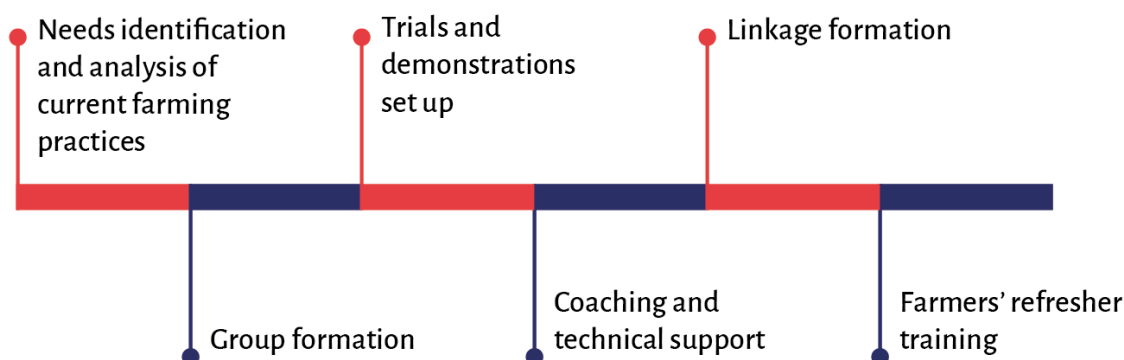 Needs identification
and analysis of
current farming
practices
Group formation
Trials and
demonstrations
set up
Coaching and
technical support
Linkage formation
Farmers’ refresher
training